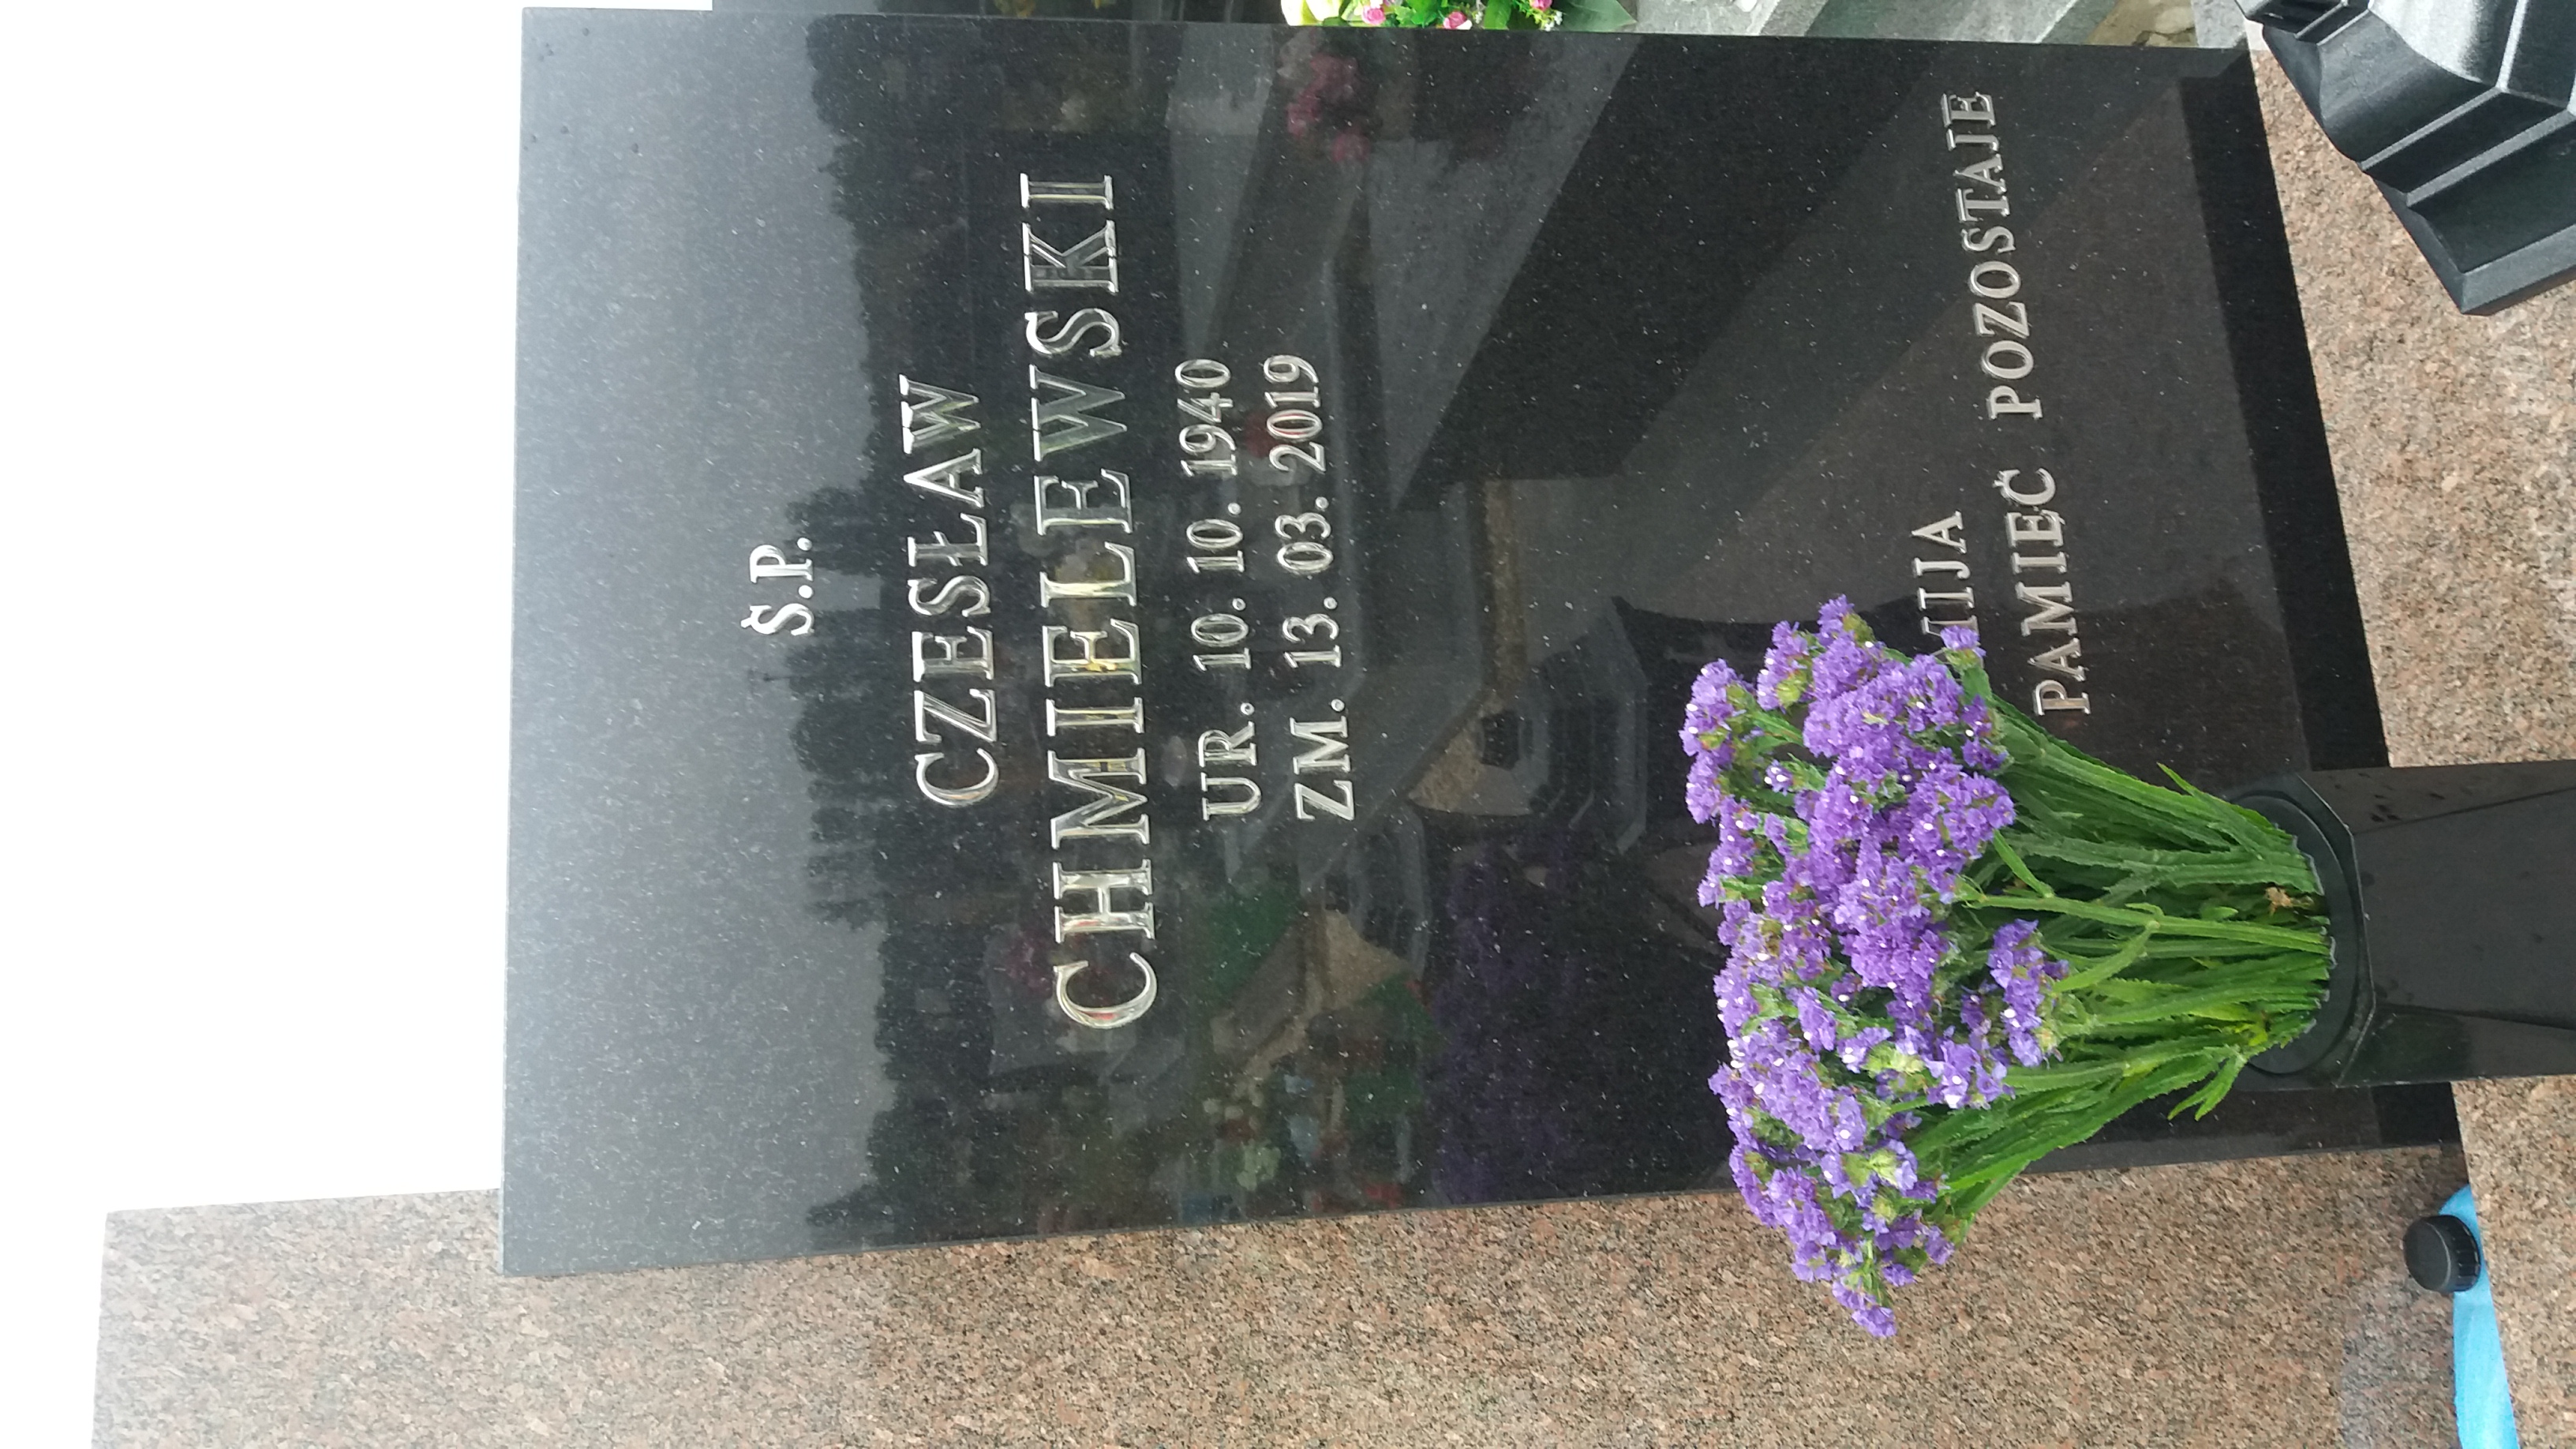 Ś.P.
CZESŁAW
CHMIELEWSKI
UR. 10. 10. 1940
ZM. 13. 03. 2019
PAMIĘĆ POZOSTAJE